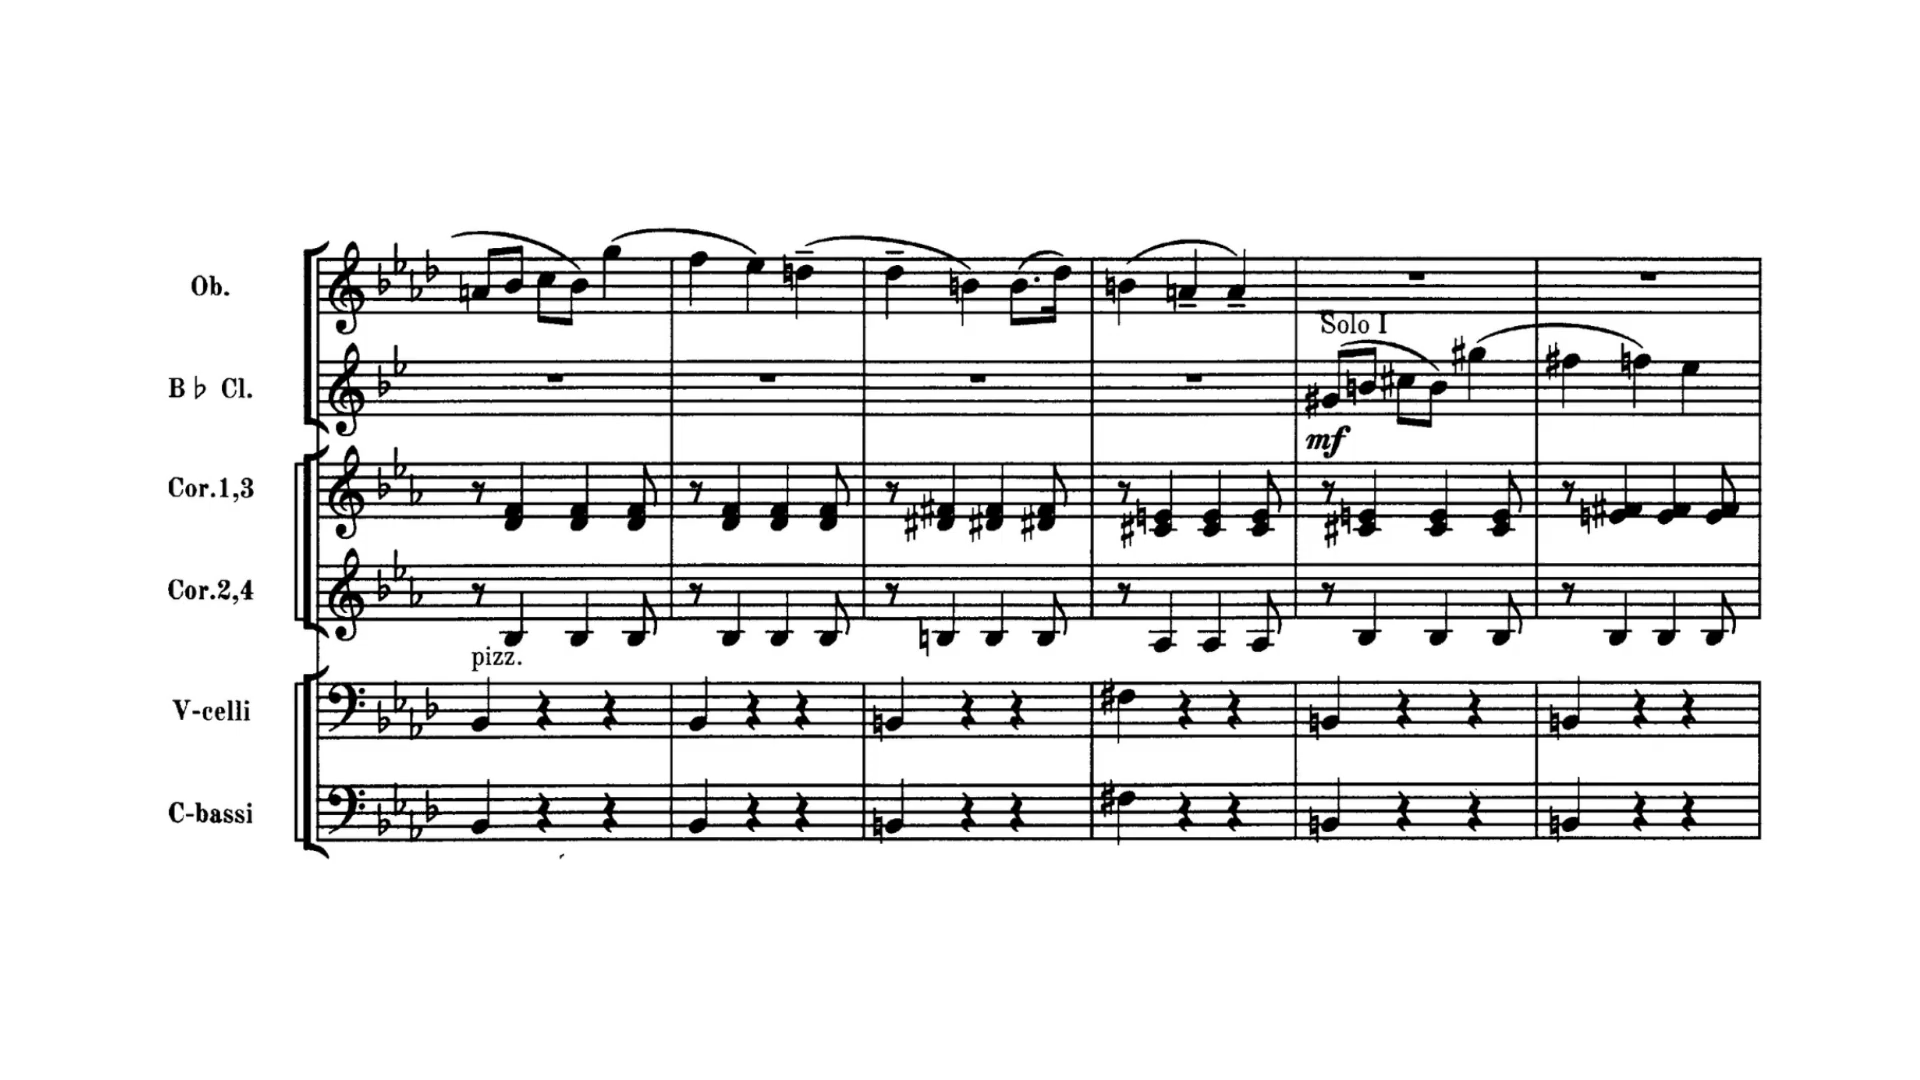 Ob.
Solo I
B♭ Cl.
mf
Cor.1,3
Cor.2,4
pizz.
V-celli
C-bassi